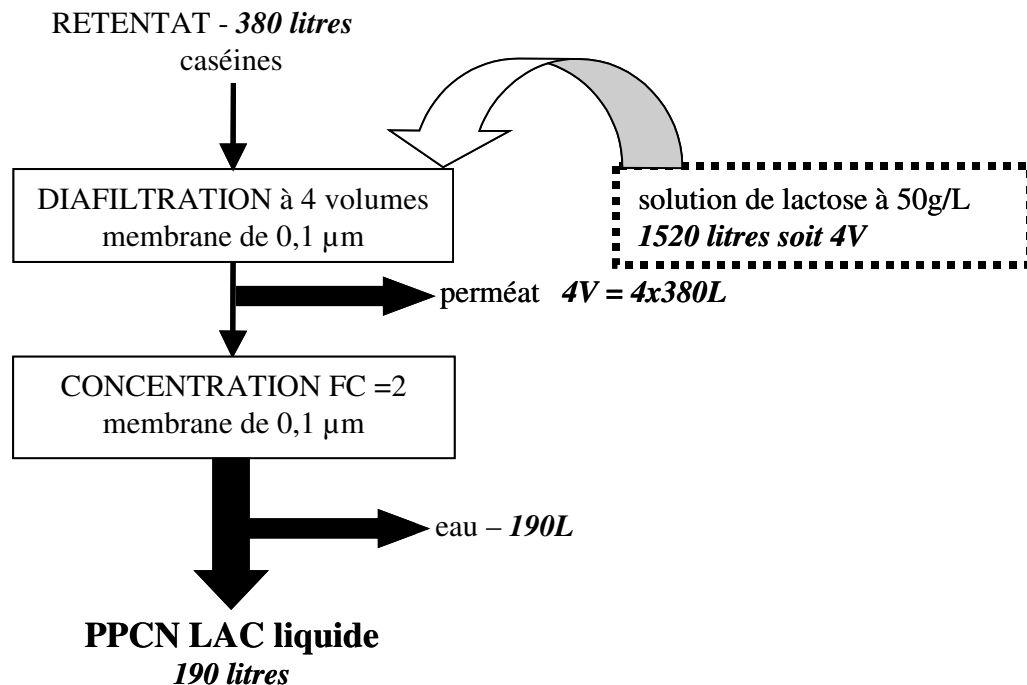 RETENTAT - 380 litres
caséines
DIAFILTRATION à 4 volumes
membrane de 0,1 µm
solution de lactose à 50g/L
1520 litres soit 4V
perméat 4V = 4x380L
CONCENTRATION FC =2
membrane de 0,1 µm
eau – 190L
PPCN LAC liquide
190 litres